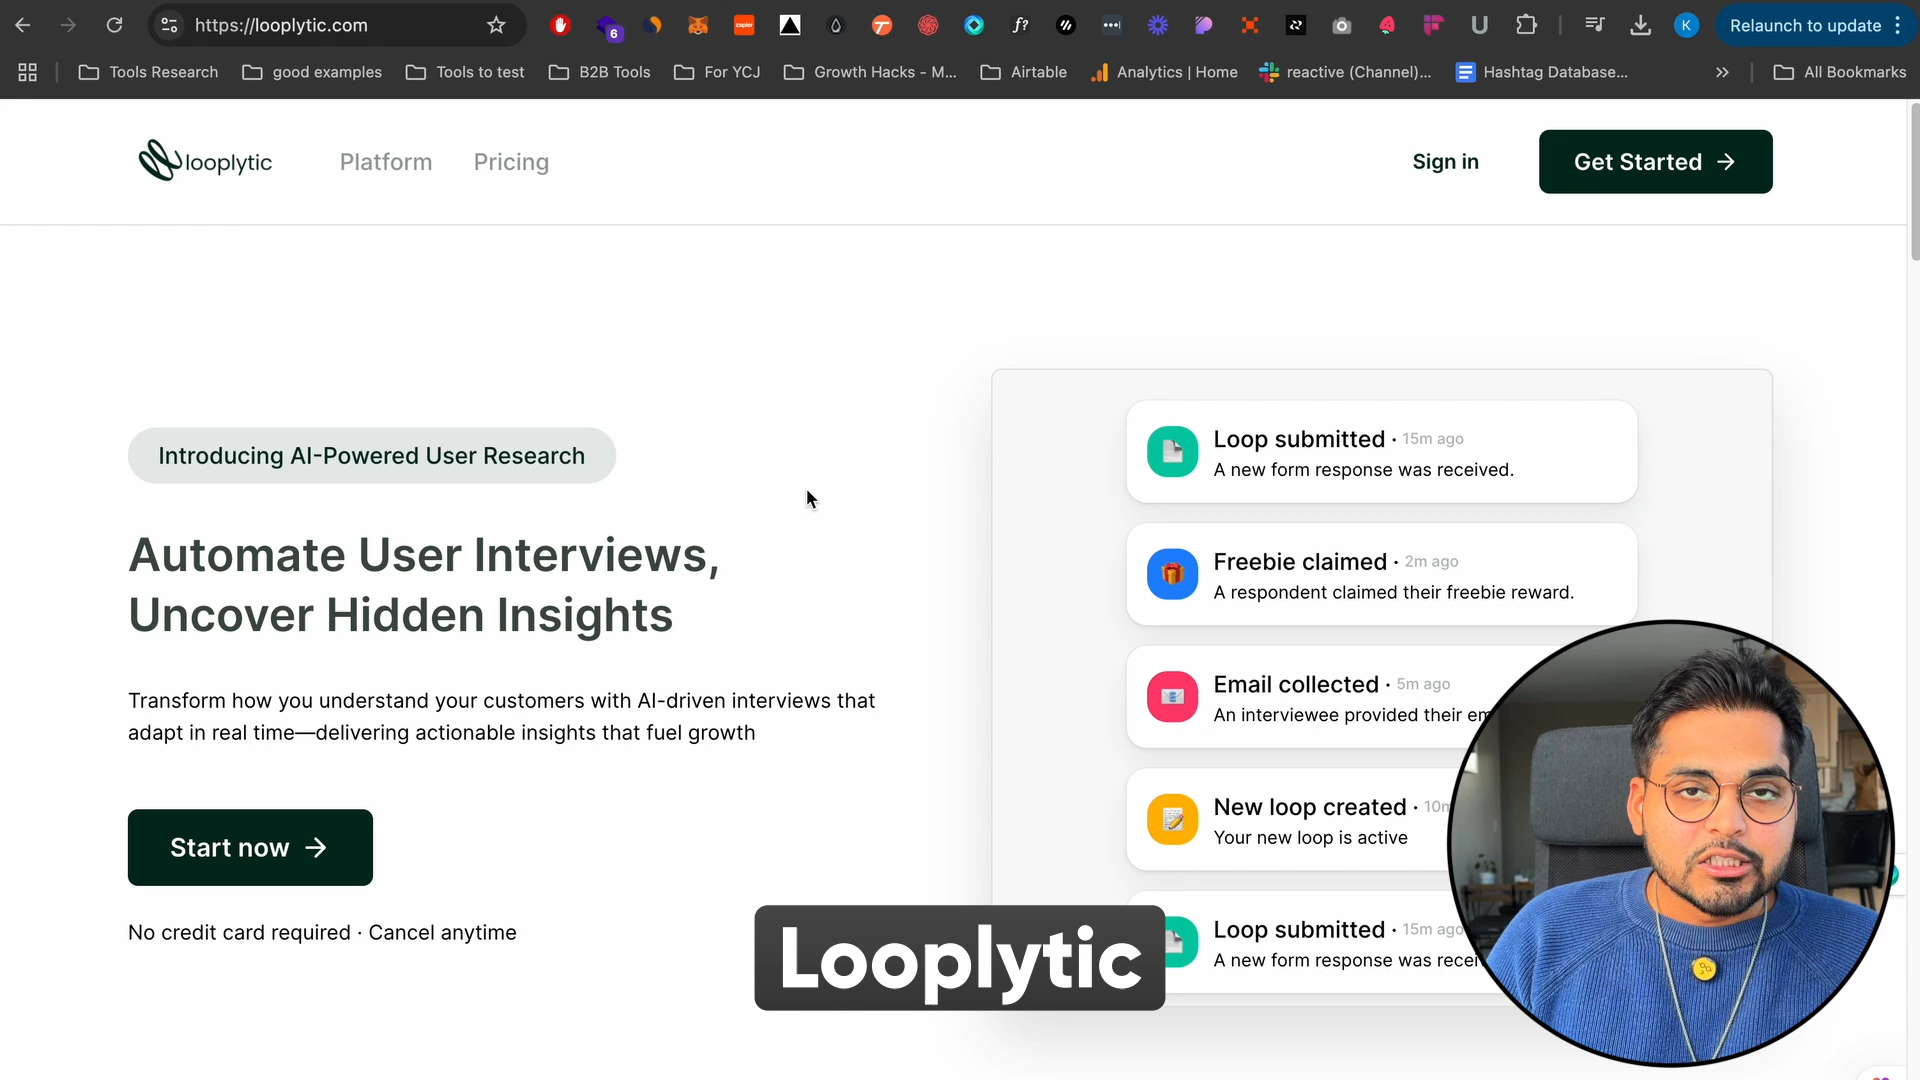 https://looplytic.com
6
zapier
f?
U
K
Relaunch to update
Tools Research
good examples
Tools to test
B2B Tools
For YCJ
Growth Hacks - M...
Airtable
Analytics | Home
reactive (Channel)...
Hashtag Database...
All Bookmarks
looplytic
Platform
Pricing
Sign in
Get Started →
Introducing AI-Powered User Research
Automate User Interviews,
Uncover Hidden Insights
Transform how you understand your customers with AI-driven interviews that
adapt in real time—delivering actionable insights that fuel growth
Start now →
No credit card required · Cancel anytime
Loop submitted · 15m ago
A new form response was received.
Freebie claimed · 2m ago
A respondent claimed their freebie reward.
Email collected · 5m ago
An interviewee provided their em
New loop created · 10m
Your new loop is active
Loop submitted · 15m ago
A new form response was recei
Looplytic